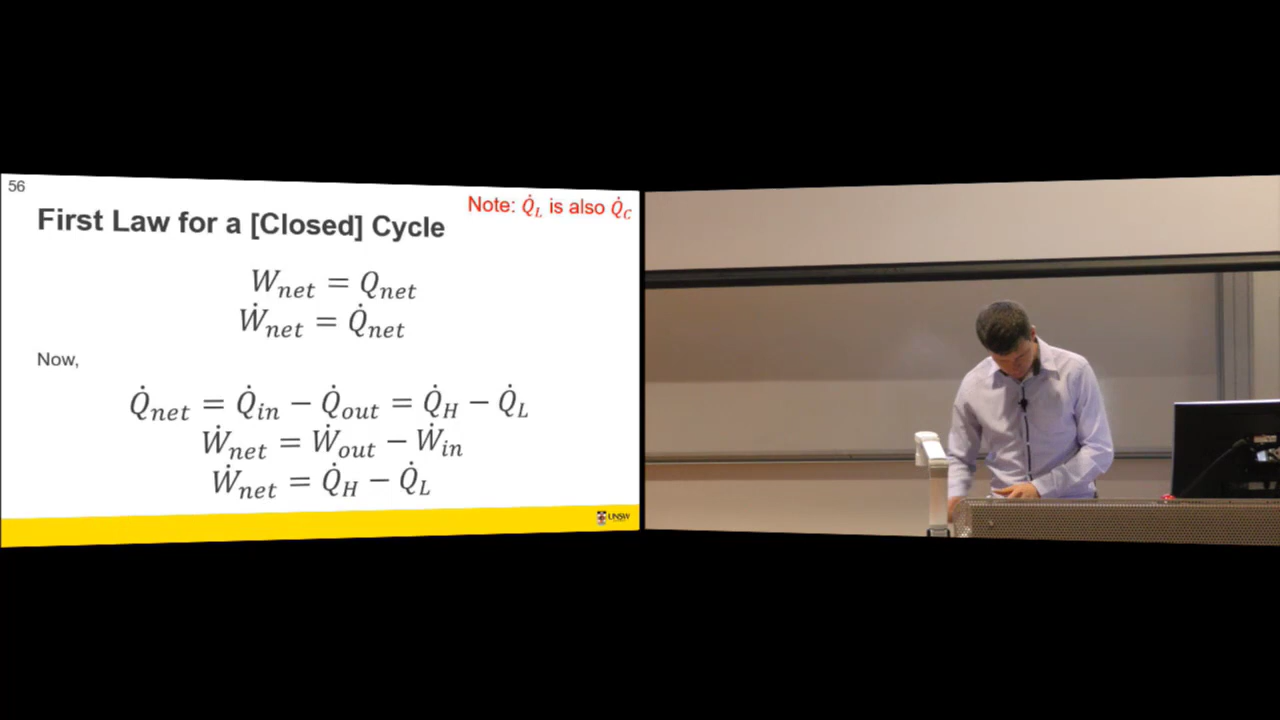 56
Note: Q̇_L is also Q̇_C
First Law for a [Closed] Cycle
W_net = Q_net
Ẇ_net = Q̇_net
Now,
Q̇_net = Q̇_in − Q̇_out = Q̇_H − Q̇_L
Ẇ_net = Ẇ_out − Ẇ_in
Ẇ_net = Q̇_H − Q̇_L
UNSW